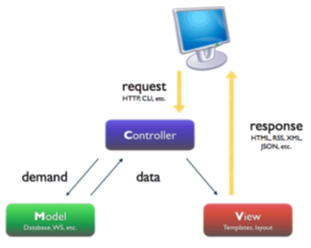 request
HTTP, CLI, etc.
Controller
response
HTML, RSS, XML,
JSON, etc.
demand
data
Model
Database, WS, etc.
View
Templates, layout